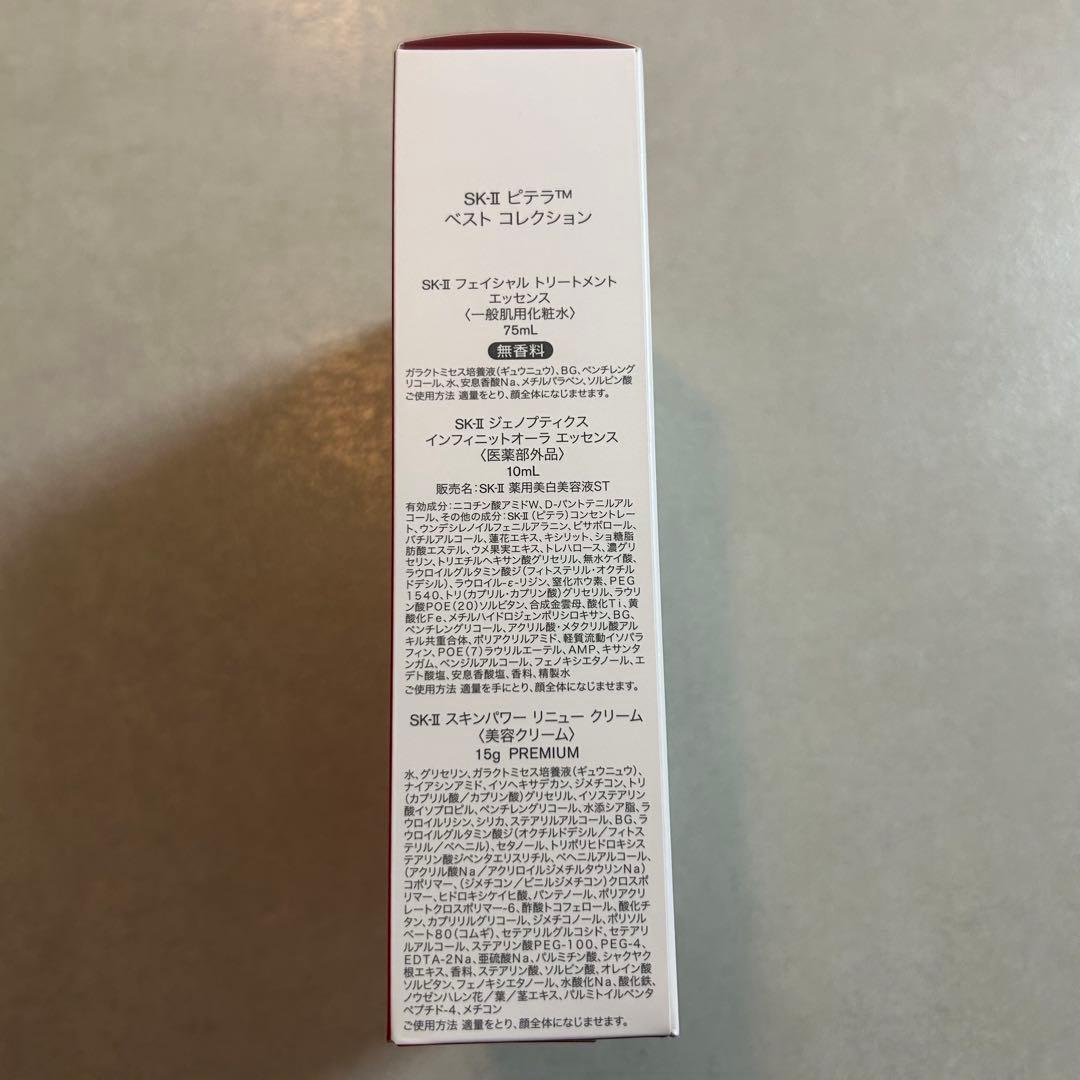 SK-II ピテラ™
ベスト コレクション
SK-II フェイシャル トリートメント
エッセンス
〈一般肌用化粧水〉
75mL
無香料
ガラクトミセス培養液(ギュウニュウ)、BG、ペンチレング
リコール、水、安息香酸Na、メチルパラベン、ソルビン酸
ご使用方法 適量をとり、顔全体になじませます。
SK-II ジェノプティクス
インフィニットオーラ エッセンス
〈医薬部外品〉
10mL
販売名:SK-II 薬用美白美容液ST
有効成分:ニコチン酸アミドW、D-パントテニルアル
コール、その他の成分:SK-II (ピテラ)コンセントレー
ト、ウンデシレノイルフェニルアラニン、ビサボロール、
バチルアルコール、蓮花エキス、キシリット、ショ糖脂
肪酸エステル、ウメ果実エキス、トレハロース、濃グリ
セリン、トリエチルヘキサン酸グリセリル、無水ケイ酸、
ラウロイルグルタミン酸ジ(フィトステリル・オクチル
ドデシル)、ラウロイル-ε-リジン、窒化ホウ素、PEG
1540、トリ(カプリル・カプリン酸)グリセリル、ラウリ
ン酸POE(20)ソルビタン、合成金雲母、酸化Ti、黄
酸化Fe、メチルハイドロジェンポリシロキサン、BG、
ペンチレングリコール、アクリル酸・メタクリル酸アル
キル共重合体、ポリアクリルアミド、軽質流動イソパラ
フィン、POE(7)ラウリルエーテル、AMP、キサンタ
ンガム、ベンジルアルコール、フェノキシエタノール、エ
デト酸塩、安息香酸塩、香料、精製水
ご使用方法 適量を手にとり、顔全体になじませます。
SK-II スキンパワー リニュー クリーム
〈美容クリーム〉
15g PREMIUM
水、グリセリン、ガラクトミセス培養液(ギュウニュウ)、
ナイアシンアミド、イソヘキサデカン、ジメチコン、トリ
(カプリル酸/カプリン酸)グリセリル、イソステアリン
酸イソプロピル、ペンチレングリコール、水添シア脂、ラ
ウロイルリシン、シリカ、ステアリルアルコール、BG、ラ
ウロイルグルタミン酸ジ(オクチルドデシル/フィトス
テリル/ベヘニル)、セタノール、トリポリヒドロキシス
テアリン酸ジペンタエリスリチル、ベヘニルアルコール、
(アクリル酸Na/アクリロイルジメチルタウリンNa)
コポリマー、(ジメチコン/ビニルジメチコン)クロスポ
リマー、ヒドロキシケイヒ酸、パンテノール、ポリアクリ
レートクロスポリマー-6、酢酸トコフェロール、酸化チ
タン、カプリリルグリコール、ジメチコノール、ポリソル
ベート80(コムギ)、セテアリルグルコシド、セテアリ
ルアルコール、ステアリン酸PEG-100、PEG-4、
EDTA-2Na、亜硫酸Na、パルミチン酸、シャクヤク
根エキス、香料、ステアリン酸、ソルビン酸、オレイン酸
ソルビタン、フェノキシエタノール、水酸化Na、酸化鉄、
ノウゼンハレン花/葉/茎エキス、パルミトイルペンタ
ペプチド-4、メチコン
ご使用方法 適量をとり、顔全体になじませます。